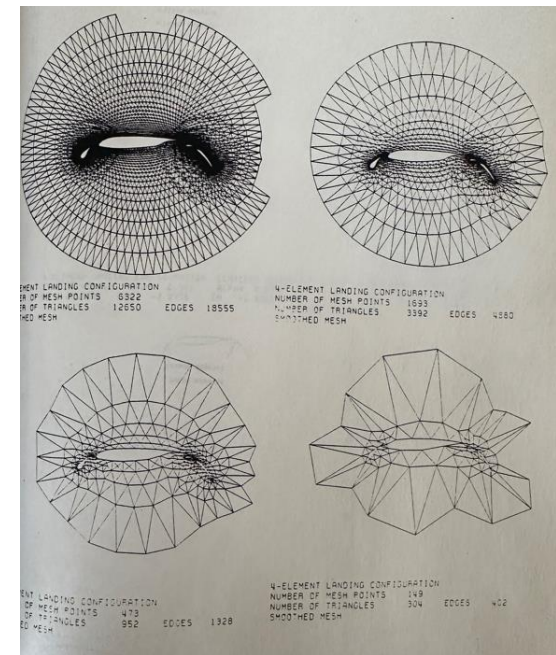 EMENT LANDING CONFIGURATION
ER OF MESH POINTS 6322
ER OF TRIANGLES 12650 EDGES 18555
THED MESH
4-ELEMENT LANDING CONFIGURATION
NUMBER OF MESH POINTS 1693
NUMBER OF TRIANGLES 3392 EDGES 4880
SMOOTHED MESH
ENT LANDING CONFIGURATION
OF MESH POINTS 473
OF TRIANGLES 952 EDGES 1328
ED MESH
4-ELEMENT LANDING CONFIGURATION
NUMBER OF MESH POINTS 149
NUMBER OF TRIANGLES 304 EDGES 402
SMOOTHED MESH